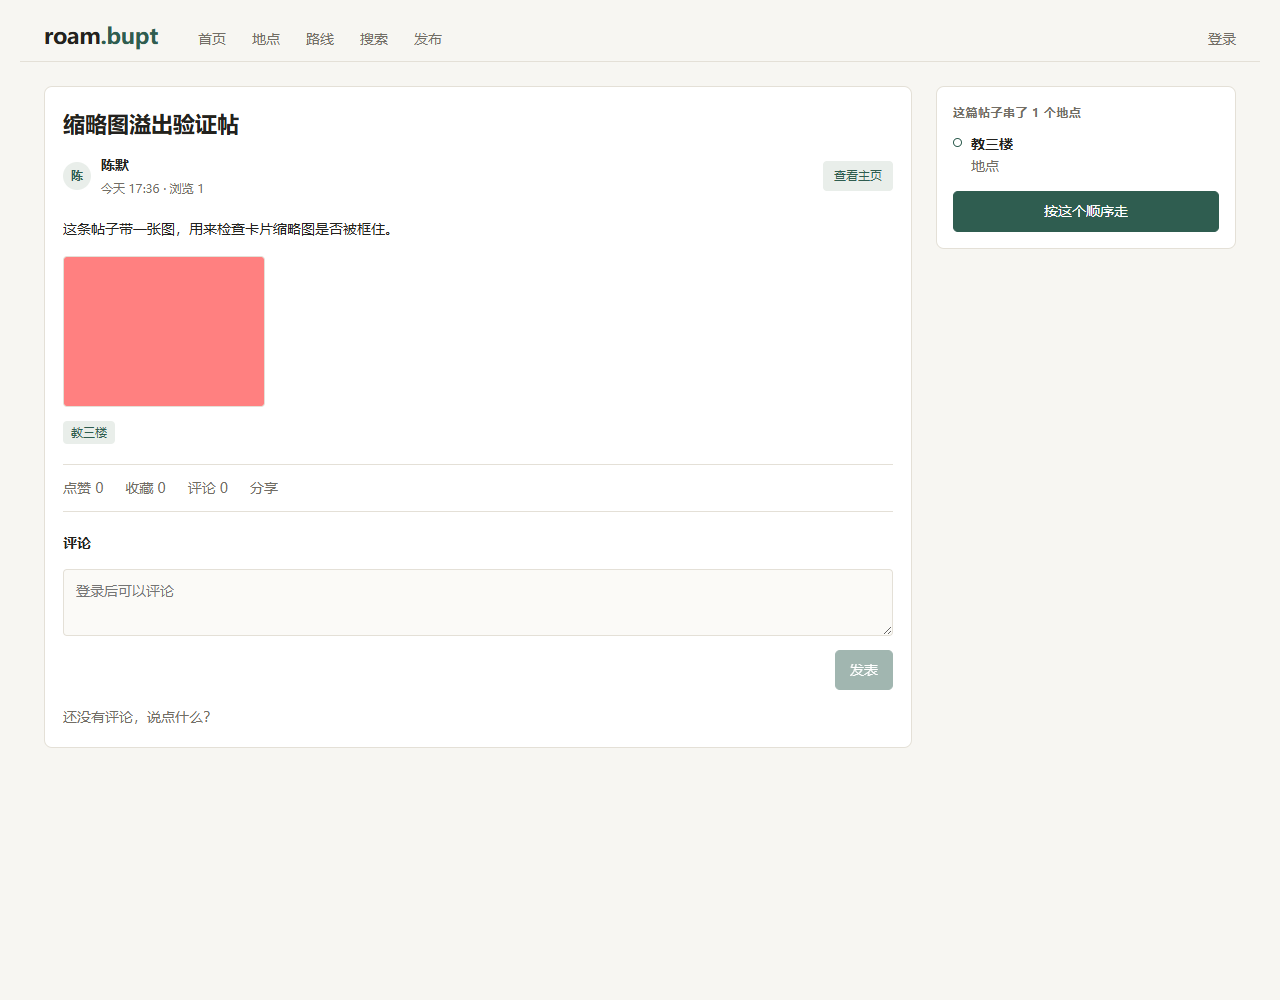 roam.bupt 首页 地点 路线 搜索 发布 登录
缩略图溢出验证帖
陈 陈默
今天 17:36 · 浏览 1
查看主页
这条帖子带一张图，用来检查卡片缩略图是否被框住。
教三楼
点赞 0 收藏 0 评论 0 分享
评论
登录后可以评论
发表
还没有评论，说点什么？
这篇帖子串了 1 个地点
教三楼
地点
按这个顺序走